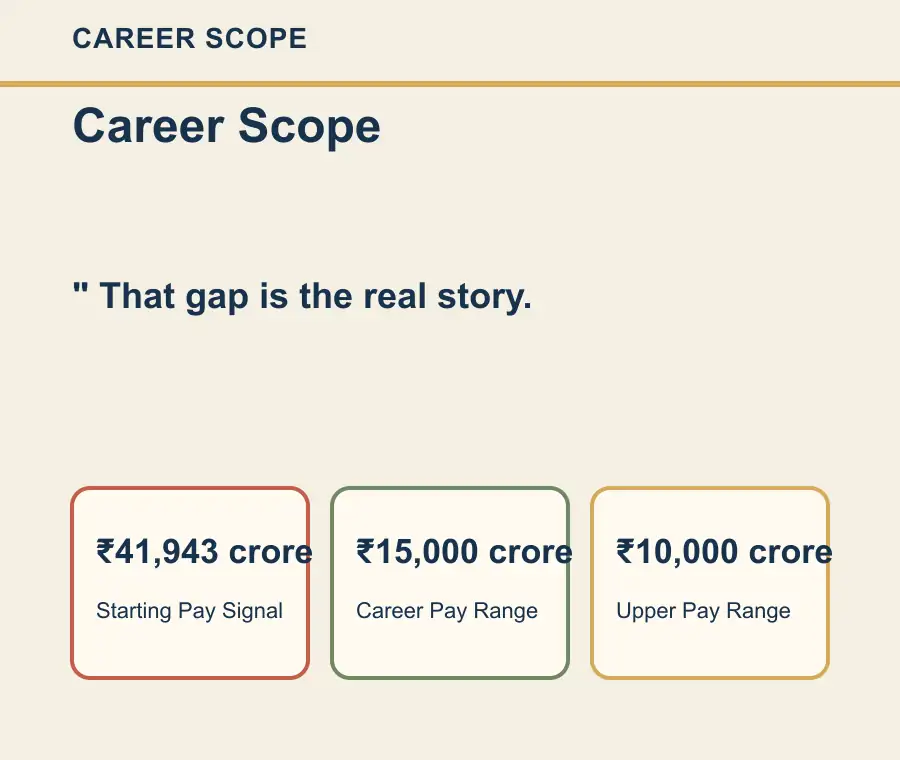 CAREER SCOPE
Career Scope
" That gap is the real story.
₹41,943 crore
Starting Pay Signal
₹15,000 crore
Career Pay Range
₹10,000 crore
Upper Pay Range